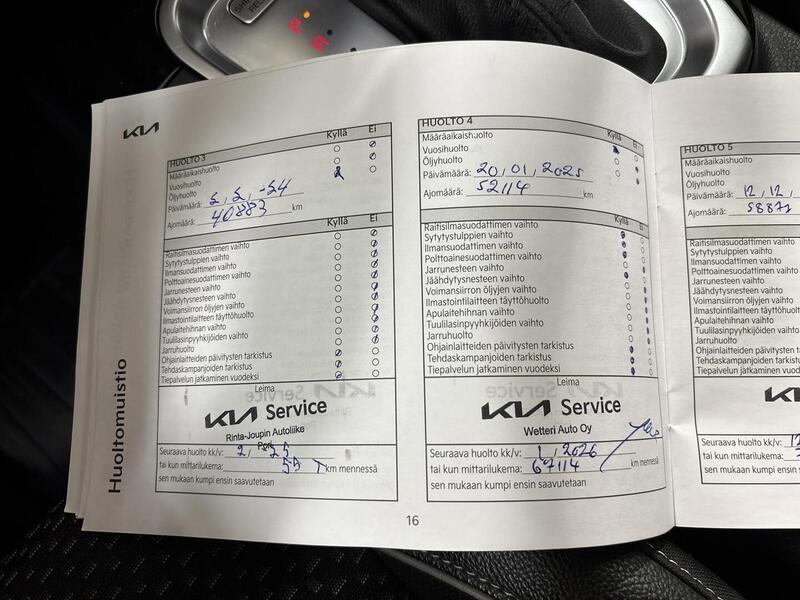 P
R
KIA
Huoltomuistio
HUOLTO 3
Kyllä Ei
Määräaikaishuolto
Vuosihuolto
Öljyhuolto
Päivämäärä: 2,2,-24
Ajomäärä: 40883 km
Kyllä Ei
Raitisilmasuodattimen vaihto
Sytytystulppien vaihto
Ilmansuodattimen vaihto
Polttoainesuodattimen vaihto
Jarrunesteen vaihto
Jäähdytysnesteen vaihto
Voimansiirron öljyjen vaihto
Ilmastointilaitteen täyttöhuolto
Apulaitehihnan vaihto
Tuulilasinpyyhkijöiden vaihto
Jarruhuolto
Ohjainlaitteiden päivitysten tarkistus
Tehdaskampanjoiden tarkistus
Tiepalvelun jatkaminen vuodeksi
Leima
KIA Service
Rinta-Joupin Autoliike
Pori
Seuraava huolto kk/v: 2, -25
tai kun mittarilukema: 55 T km mennessä
sen mukaan kumpi ensin saavutetaan
HUOLTO 4
Kyllä Ei
Määräaikaishuolto
Vuosihuolto
Öljyhuolto
Päivämäärä: 20,01,2025
Ajomäärä: 52114 km
Kyllä Ei
Raitisilmasuodattimen vaihto
Sytytystulppien vaihto
Ilmansuodattimen vaihto
Polttoainesuodattimen vaihto
Jarrunesteen vaihto
Jäähdytysnesteen vaihto
Voimansiirron öljyjen vaihto
Ilmastointilaitteen täyttöhuolto
Apulaitehihnan vaihto
Tuulilasinpyyhkijöiden vaihto
Jarruhuolto
Ohjainlaitteiden päivitysten tarkistus
Tehdaskampanjoiden tarkistus
Tiepalvelun jatkaminen vuodeksi
Leima
KIA Service
Wetteri Auto Oy
Seuraava huolto kk/v: 1, 2026
tai kun mittarilukema: 67114 km mennessä
sen mukaan kumpi ensin saavutetaan
16
HUOLTO 5
Määräaikaishuolto
Vuosihuolto
Öljyhuolto
Päivämäärä: 12,12,
Ajomäärä: 58871
Raitisilmasuodattimen vaihto
Sytytystulppien vaihto
Ilmansuodattimen vaihto
Polttoainesuodattimen vaihto
Jarrunesteen vaihto
Jäähdytysnesteen vaihto
Voimansiirron öljyjen vaihto
Ilmastointilaitteen täyttöhuolto
Apulaitehihnan vaihto
Tuulilasinpyyhkijöiden vaihto
Jarruhuolto
Ohjainlaitteiden päivitysten tarkistus
Tehdaskampanjoiden tarkistus
Tiepalvelun jatkaminen vuodeksi
Seuraava huolto kk/v: 12
tai kun mittarilukema:
sen mukaan kumpi ensin